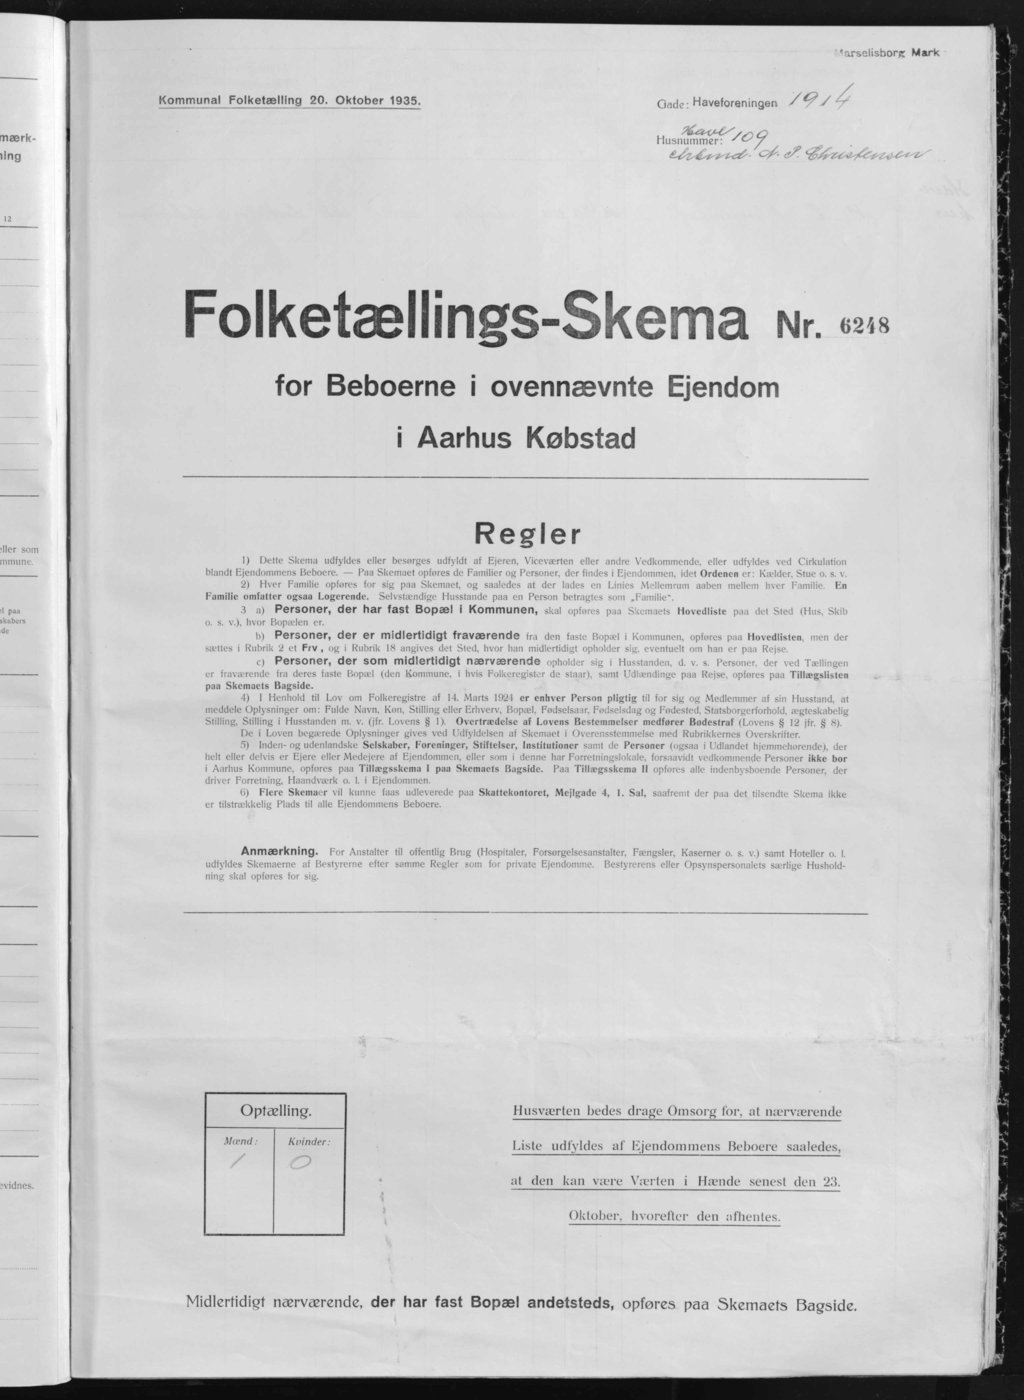 Marselisborg Mark
Kommunal Folketælling 20. Oktober 1935.
Gade: Haveforeningen 1914
Have
Husnummer: 109
Arbmd. N. P. Christensen
Folketællings-Skema Nr. 6248
for Beboerne i ovennævnte Ejendom
i Aarhus Købstad
Regler
1) Dette Skema udfyldes eller besørges udfyldt af Ejeren, Viceværten eller andre Vedkommende, eller udfyldes ved Cirkulation
blandt Ejendommens Beboere. — Paa Skemaet opføres de Familier og Personer, der findes i Ejendommen, idet Ordenen er: Kælder, Stue o. s. v.
2) Hver Familie opføres for sig paa Skemaet, og saaledes at der lades en Linies Mellemrum aaben mellem hver Familie. En
Familie omfatter ogsaa Logerende. Selvstændige Husstande paa en Person betragtes som „Familie“.
3 a) Personer, der har fast Bopæl i Kommunen, skal opføres paa Skemaets Hovedliste paa det Sted (Hus, Skib
o. s. v.), hvor Bopælen er.
b) Personer, der er midlertidigt fraværende fra den faste Bopæl i Kommunen, opføres paa Hovedlisten, men der
sættes i Rubrik 2 et Frv, og i Rubrik 18 angives det Sted, hvor han midlertidigt opholder sig, eventuelt om han er paa Rejse.
c) Personer, der som midlertidigt nærværende opholder sig i Husstanden, d. v. s. Personer, der ved Tællingen
er fraværende fra deres faste Bopæl (den Kommune, i hvis Folkeregister de staar), samt Udlændinge paa Rejse, opføres paa Tillægslisten
paa Skemaets Bagside.
4) I Henhold til Lov om Folkeregistre af 14. Marts 1924 er enhver Person pligtig til for sig og Medlemmer af sin Husstand, at
meddele Oplysninger om: Fulde Navn, Køn, Stilling eller Erhverv, Bopæl, Fødselsaar, Fødselsdag og Fødested, Statsborgerforhold, ægteskabelig
Stilling, Stilling i Husstanden m. v. (jfr. Lovens § 1). Overtrædelse af Lovens Bestemmelser medfører Bødestraf (Lovens § 12 jfr. § 8).
De i Loven begærede Oplysninger gives ved Udfyldelsen af Skemaet i Overensstemmelse med Rubrikkernes Overskrifter.
5) Inden- og udenlandske Selskaber, Foreninger, Stiftelser, Institutioner samt de Personer (ogsaa i Udlandet hjemmehørende), der
helt eller delvis er Ejere eller Medejere af Ejendommen, eller som i denne har Forretningslokale, forsaavidt vedkommende Personer ikke bor
i Aarhus Kommune, opføres paa Tillægsskema I paa Skemaets Bagside. Paa Tillægsskema II opføres alle indenbysboende Personer, der
driver Forretning, Haandværk o. l. i Ejendommen.
6) Flere Skemaer vil kunne faas udleverede paa Skattekontoret, Mejlgade 4, 1. Sal, saafremt der paa det tilsendte Skema ikke
er tilstrækkelig Plads til alle Ejendommens Beboere.
Anmærkning. For Anstalter til offentlig Brug (Hospitaler, Forsørgelsesanstalter, Fængsler, Kaserner o. s. v.) samt Hoteller o. l.
udfyldes Skemaerne af Bestyrerne efter samme Regler som for private Ejendomme. Bestyrerens eller Opsynspersonalets særlige Hushold-
ning skal opføres for sig.
Optælling.
Mænd: Kvinder:
1 0
Husværten bedes drage Omsorg for, at nærværende
Liste udfyldes af Ejendommens Beboere saaledes,
at den kan være Værten i Hænde senest den 23.
Oktober, hvorefter den afhentes.
Midlertidigt nærværende, der har fast Bopæl andetsteds, opføres paa Skemaets Bagside.